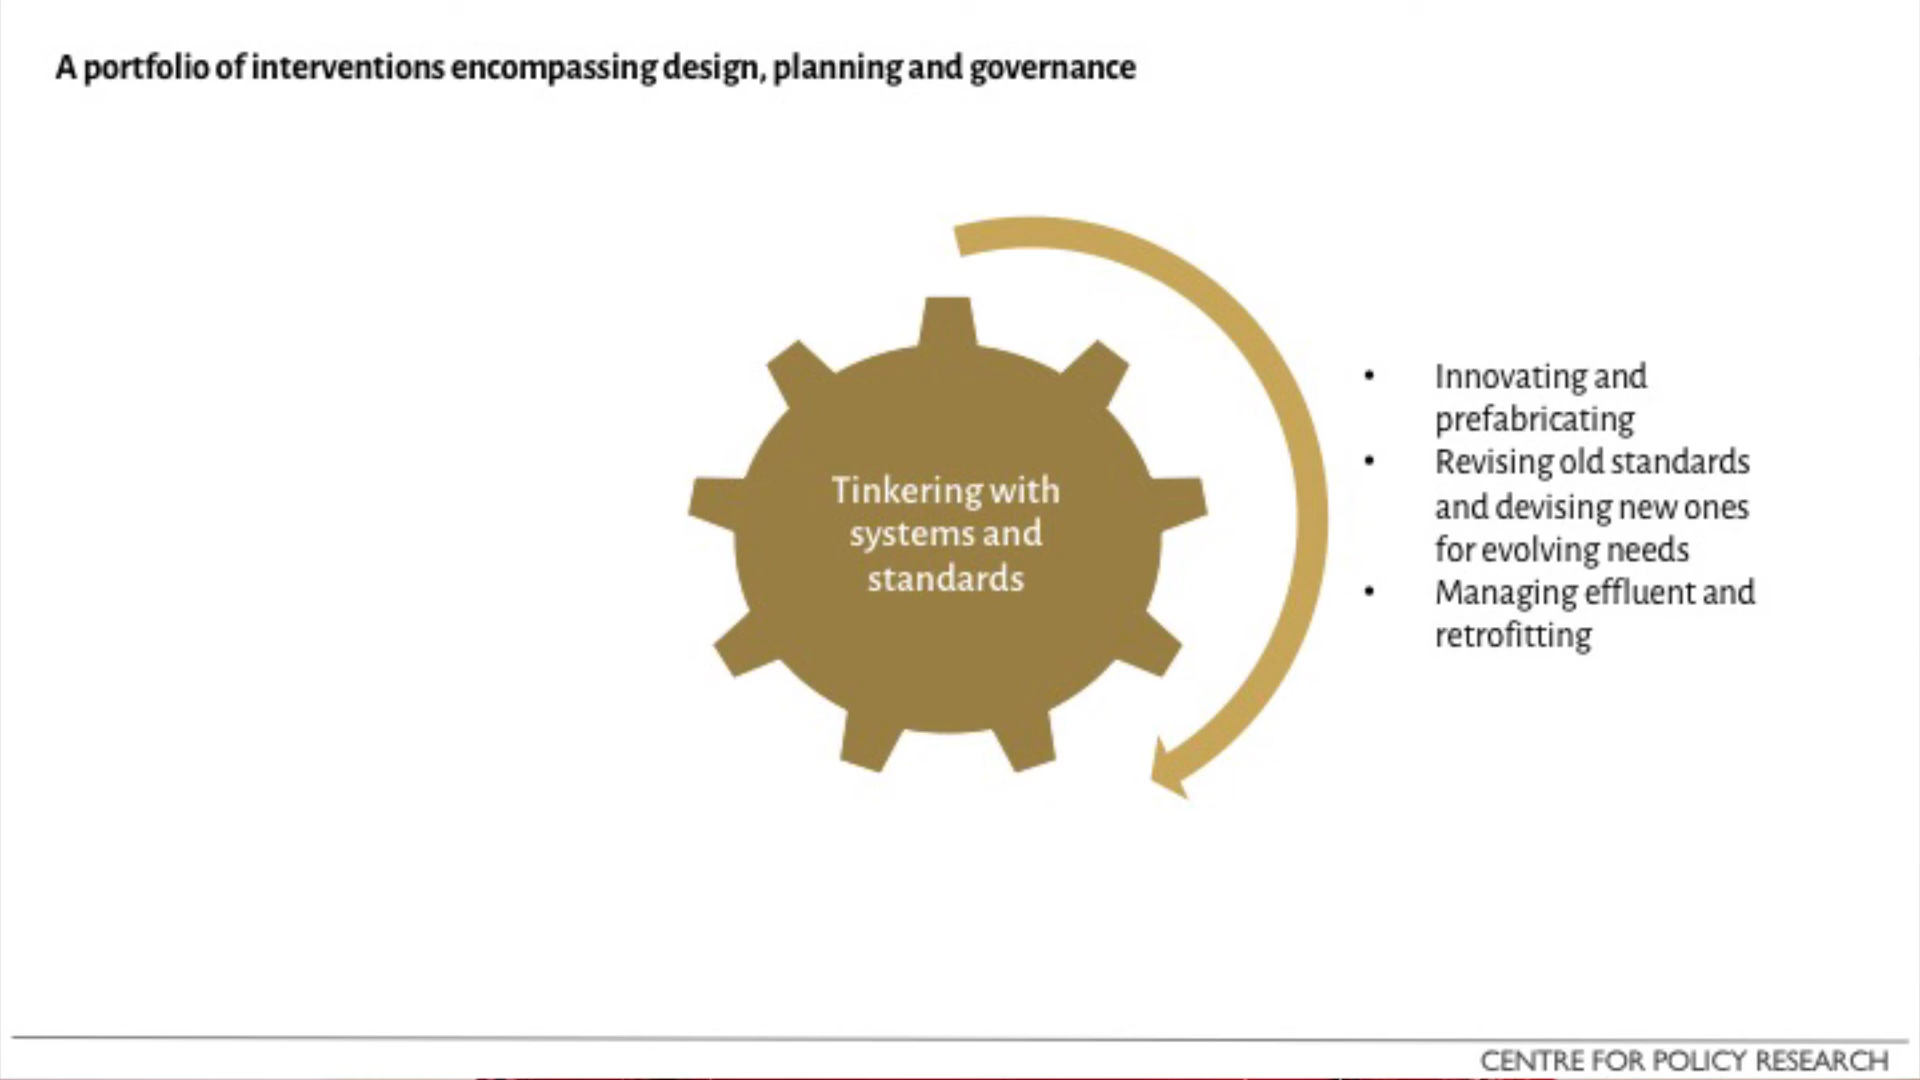 A portfolio of interventions encompassing design, planning and governance
Tinkering with
systems and
standards
• Innovating and
prefabricating
• Revising old standards
and devising new ones
for evolving needs
• Managing effluent and
retrofitting
CENTRE FOR POLICY RESEARCH